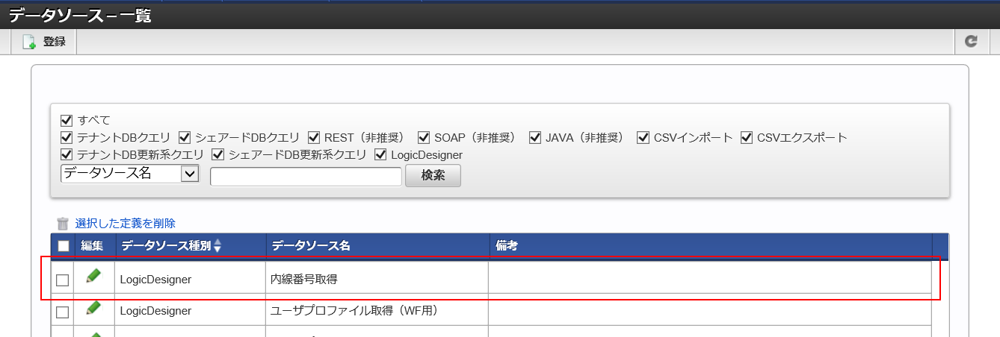 データソース－一覧
登録
すべて
テナントDBクエリ シェアードDBクエリ REST（非推奨） SOAP（非推奨） JAVA（非推奨） CSVインポート CSVエクスポート
テナントDB更新系クエリ シェアードDB更新系クエリ LogicDesigner
データソース名 検索
選択した定義を削除
編集 データソース種別 データソース名 備考
LogicDesigner 内線番号取得
LogicDesigner ユーザプロファイル取得（WF用）